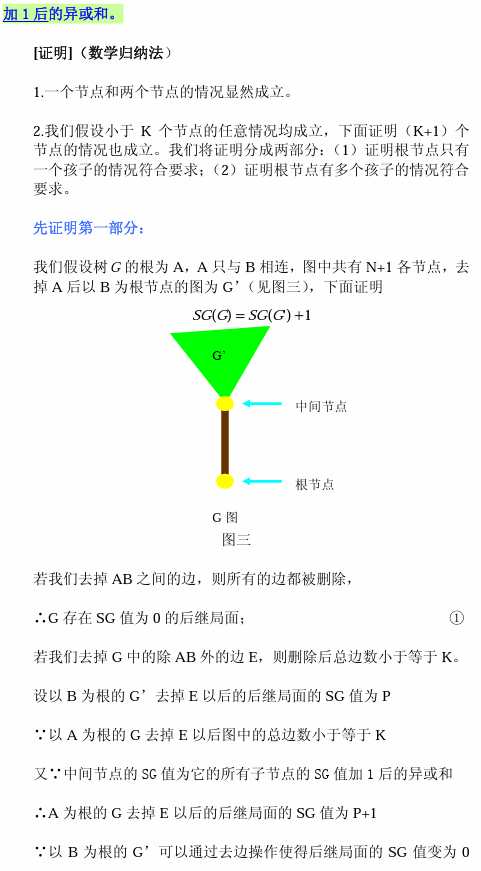 加 1 后的异或和。
[证明]（数学归纳法）
1.一个节点和两个节点的情况显然成立。
2.我们假设小于 K 个节点的任意情况均成立，下面证明（K+1）个
节点的情况也成立。我们将证明分成两部分：（1）证明根节点只有
一个孩子的情况符合要求；（2）证明根节点有多个孩子的情况符合
要求。
先证明第一部分：
我们假设树 G 的根为 A，A 只与 B 相连，图中共有 N+1 各节点，去
掉 A 后以 B 为根节点的图为 G’（见图三），下面证明
SG(G) = SG(G') +1
G’
中间节点
根节点
G 图
图三
若我们去掉 AB 之间的边，则所有的边都被删除，
∴G 存在 SG 值为 0 的后继局面； ①
若我们去掉 G 中的除 AB 外的边 E，则删除后总边数小于等于 K。
设以 B 为根的 G’ 去掉 E 以后的后继局面的 SG 值为 P
∵以 A 为根的 G 去掉 E 以后图中的总边数小于等于 K
又∵中间节点的 SG 值为它的所有子节点的 SG 值加 1 后的异或和
∴A 为根的 G 去掉 E 以后的后继局面的 SG 值为 P+1
∵以 B 为根的 G’ 可以通过去边操作使得后继局面的 SG 值变为 0